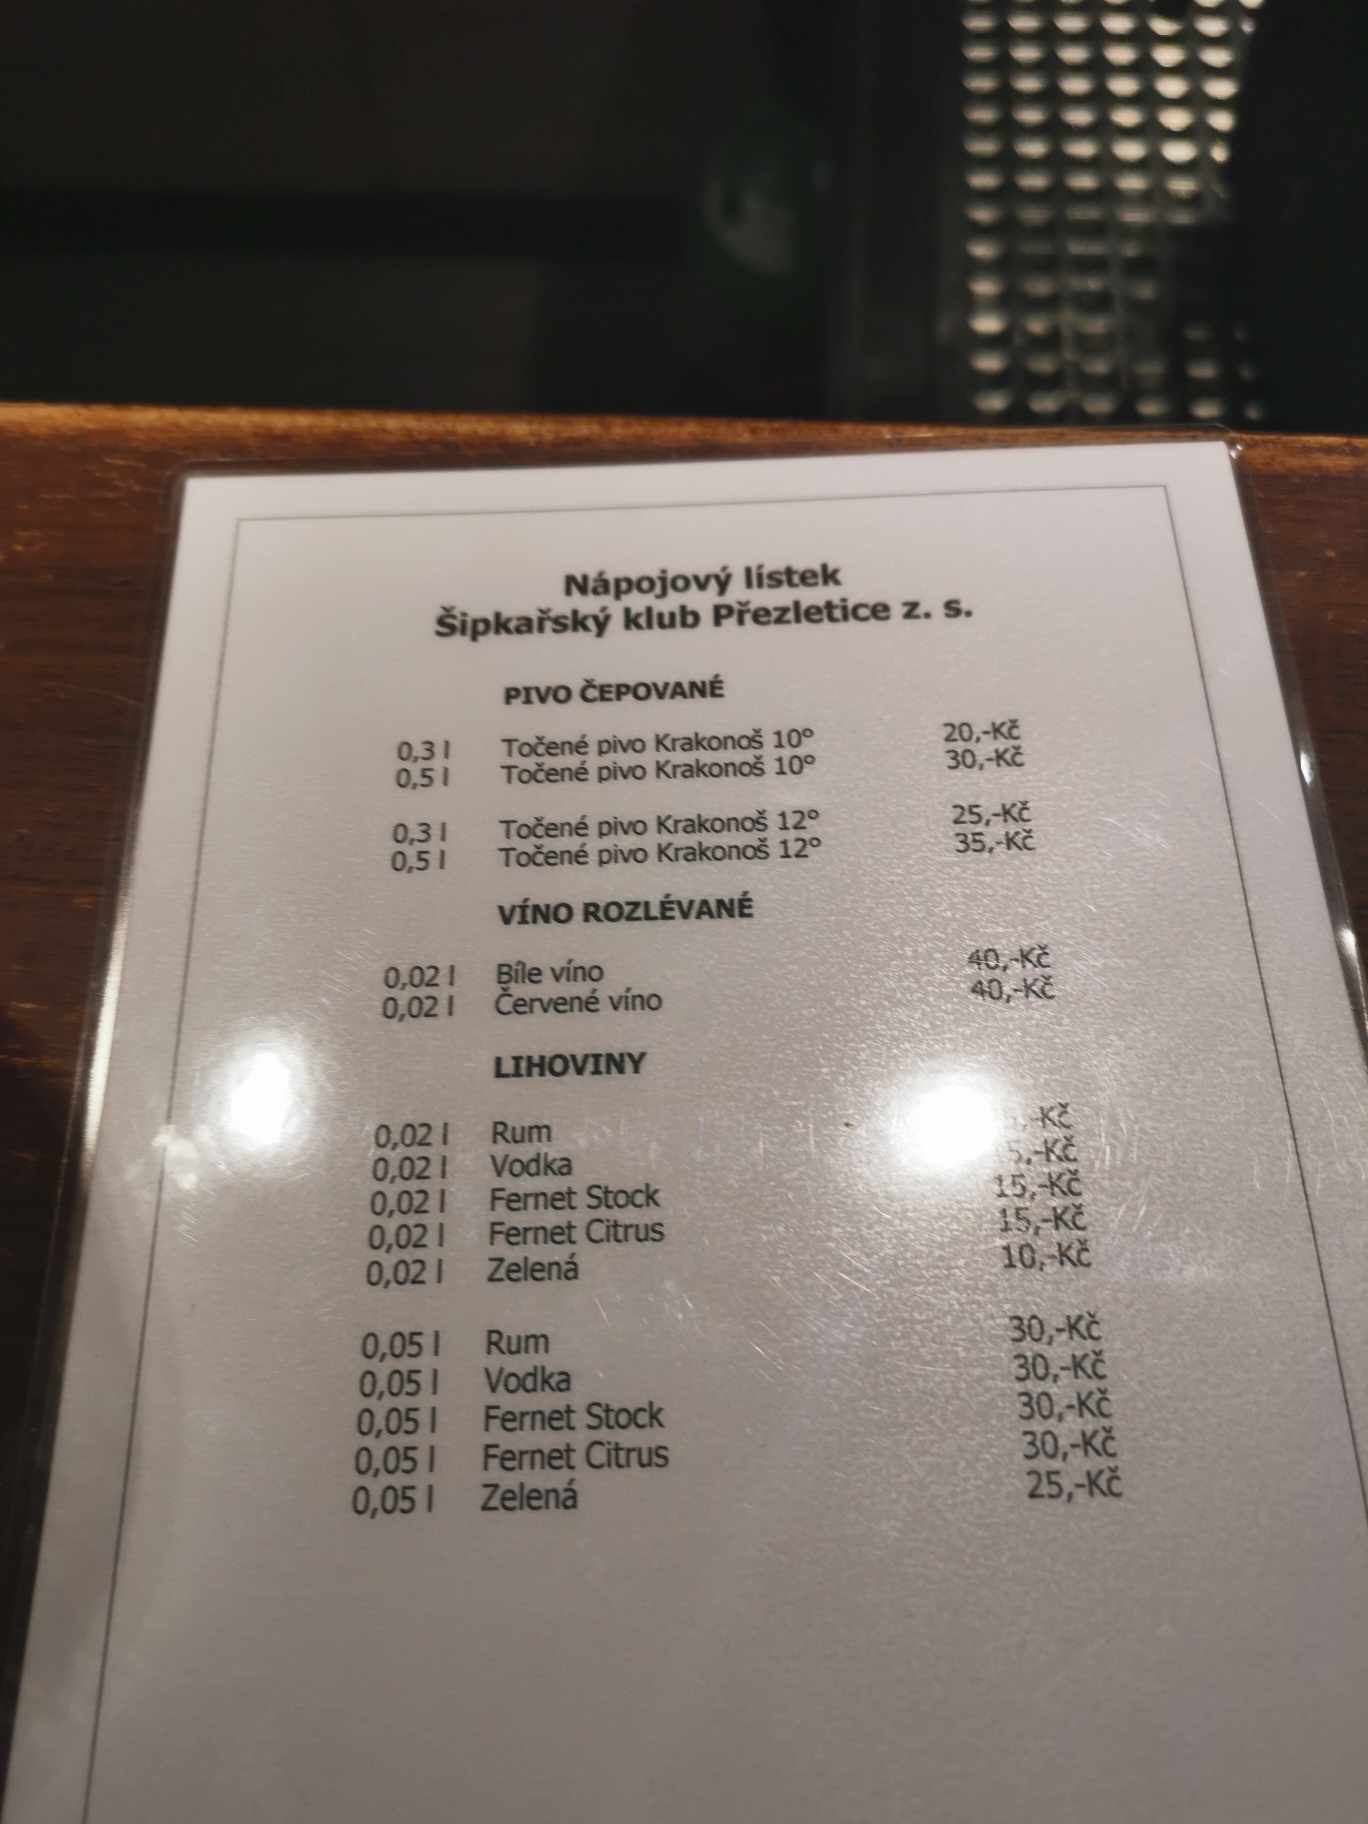 Nápojový lístek
Šipkařský klub Přezletice z. s.
PIVO ČEPOVANÉ
0,3 l Točené pivo Krakonoš 10° 20,-Kč
0,5 l Točené pivo Krakonoš 10° 30,-Kč
0,3 l Točené pivo Krakonoš 12° 25,-Kč
0,5 l Točené pivo Krakonoš 12° 35,-Kč
VÍNO ROZLÉVANÉ
0,02 l Bíle víno 40,-Kč
0,02 l Červené víno 40,-Kč
LIHOVINY
0,02 l Rum
0,02 l Vodka
0,02 l Fernet Stock 15,-Kč
0,02 l Fernet Citrus 15,-Kč
0,02 l Zelená 10,-Kč
0,05 l Rum 30,-Kč
0,05 l Vodka 30,-Kč
0,05 l Fernet Stock 30,-Kč
0,05 l Fernet Citrus 30,-Kč
0,05 l Zelená 25,-Kč